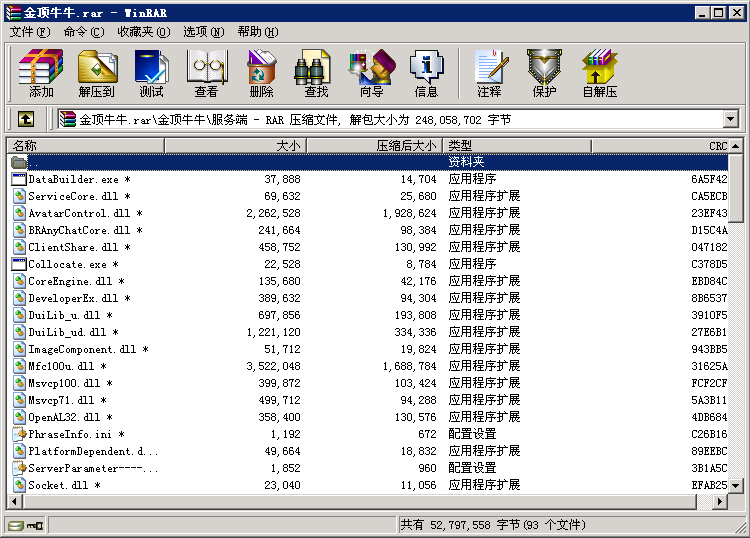 金顶牛牛.rar - WinRAR
文件(F) 命令(C) 收藏夹(O) 选项(N) 帮助(H)
添加 解压到 测试 查看 删除 查找 向导 信息 注释 保护 自解压
金顶牛牛.rar\金顶牛牛\服务端 - RAR 压缩文件, 解包大小为 248,058,702 字节
名称 大小 压缩后大小 类型 CRC
.. 资料夹
DataBuilder.exe * 37,888 14,704 应用程序 6A5F42
ServiceCore.dll * 69,632 25,680 应用程序扩展 CA5ECB
AvatarControl.dll * 2,262,528 1,928,624 应用程序扩展 23EF43
BRAnyChatCore.dll * 241,664 98,384 应用程序扩展 D15C4A
ClientShare.dll * 458,752 130,992 应用程序扩展 047182
Collocate.exe * 22,528 8,784 应用程序 C378D5
CoreEngine.dll * 135,680 42,176 应用程序扩展 EBD84C
DeveloperEx.dll * 389,632 94,304 应用程序扩展 8B6537
DuiLib_u.dll * 697,856 193,808 应用程序扩展 3910F5
DuiLib_ud.dll * 1,221,120 334,336 应用程序扩展 27E6B1
ImageComponent.dll * 51,712 19,824 应用程序扩展 943BB5
Mfc100u.dll * 3,522,048 1,688,784 应用程序扩展 31625A
Msvcp100.dll * 399,872 103,424 应用程序扩展 FCF2CF
Msvcp71.dll * 499,712 94,288 应用程序扩展 5A3B11
OpenAL32.dll * 358,400 130,576 应用程序扩展 4DB684
PhraseInfo.ini * 1,192 672 配置设置 C26B16
PlatformDependent.d... 49,664 18,832 应用程序扩展 89EEBC
ServerParameter----... 1,852 960 配置设置 3B1A5C
Socket.dll * 23,040 11,056 应用程序扩展 EFAB25
共有 52,797,558 字节(93 个文件)